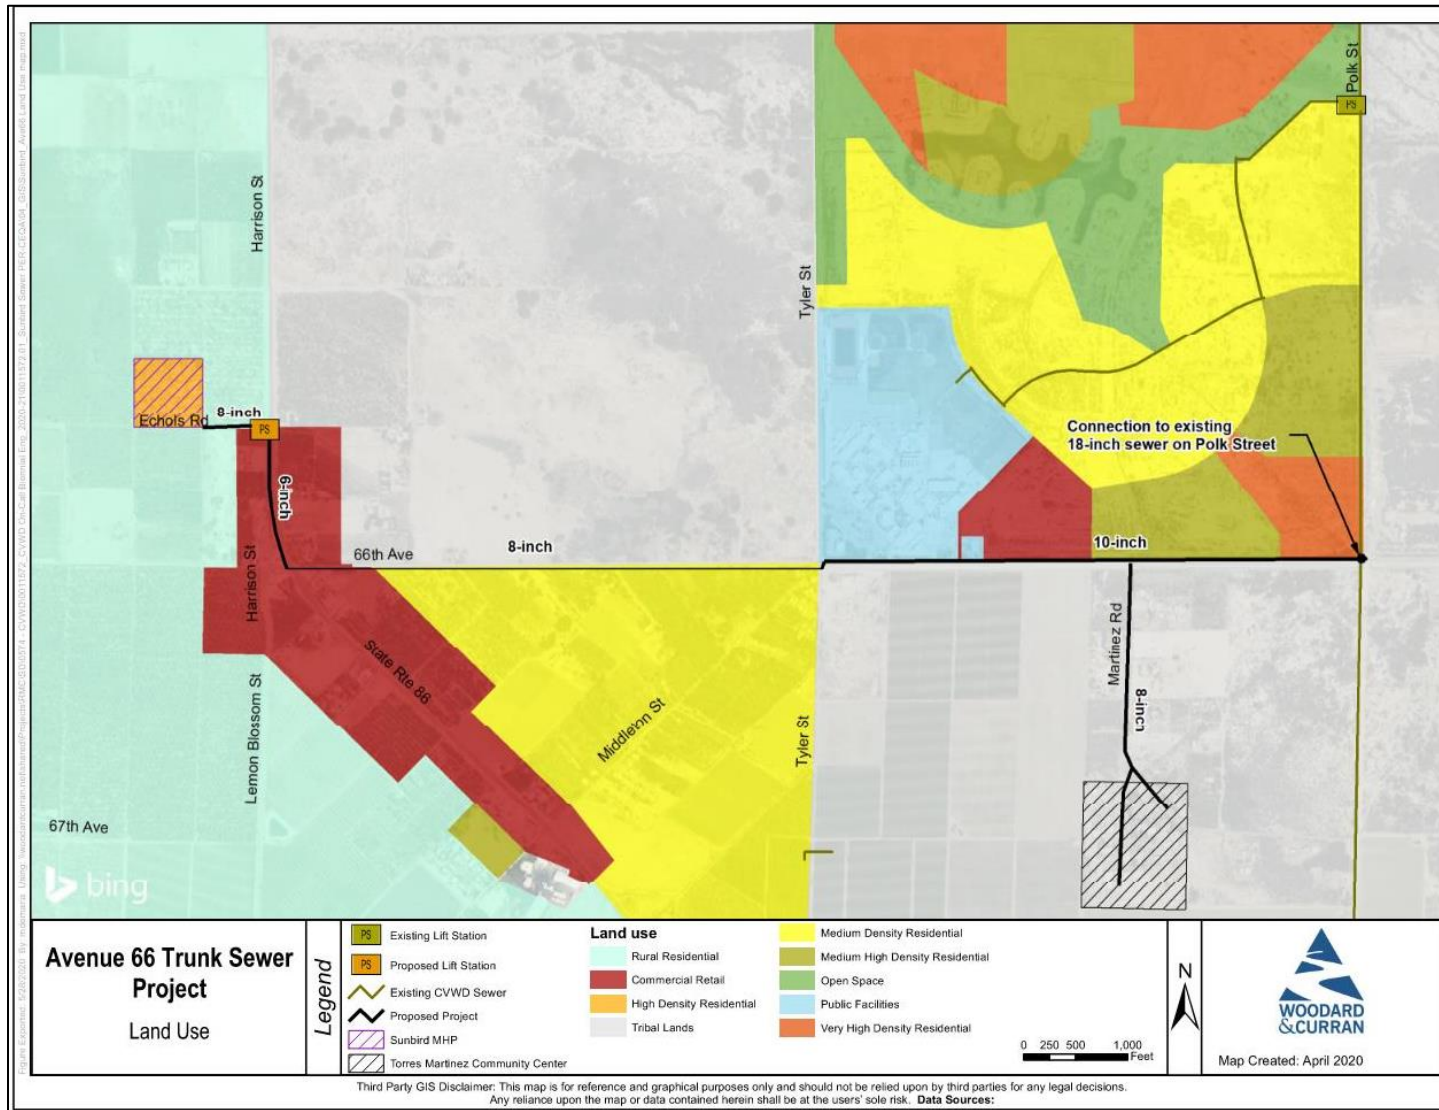 Polk St
PS
Harrison St
Tyler St
Echols Rd
8-inch
PS
6-inch
Connection to existing
18-inch sewer on Polk Street
66th Ave
8-inch
10-inch
Harrison St
State Rte 86
Martinez Rd
8-inch
Lemon Blossom St
Middleton St
Tyler St
67th Ave
bing
Avenue 66 Trunk Sewer
Project
Land Use
Legend
PS Existing Lift Station
PS Proposed Lift Station
Existing CVWD Sewer
Proposed Project
Sunbird MHP
Torres Martinez Community Center
Land use
Rural Residential
Commercial Retail
High Density Residential
Tribal Lands
Medium Density Residential
Medium High Density Residential
Open Space
Public Facilities
Very High Density Residential
0 250 500 1,000
Feet
N
WOODARD
&CURRAN
Map Created: April 2020
Third Party GIS Disclaimer: This map is for reference and graphical purposes only and should not be relied upon by third parties for any legal decisions.
Any reliance upon the map or data contained herein shall be at the users' sole risk. Data Sources: